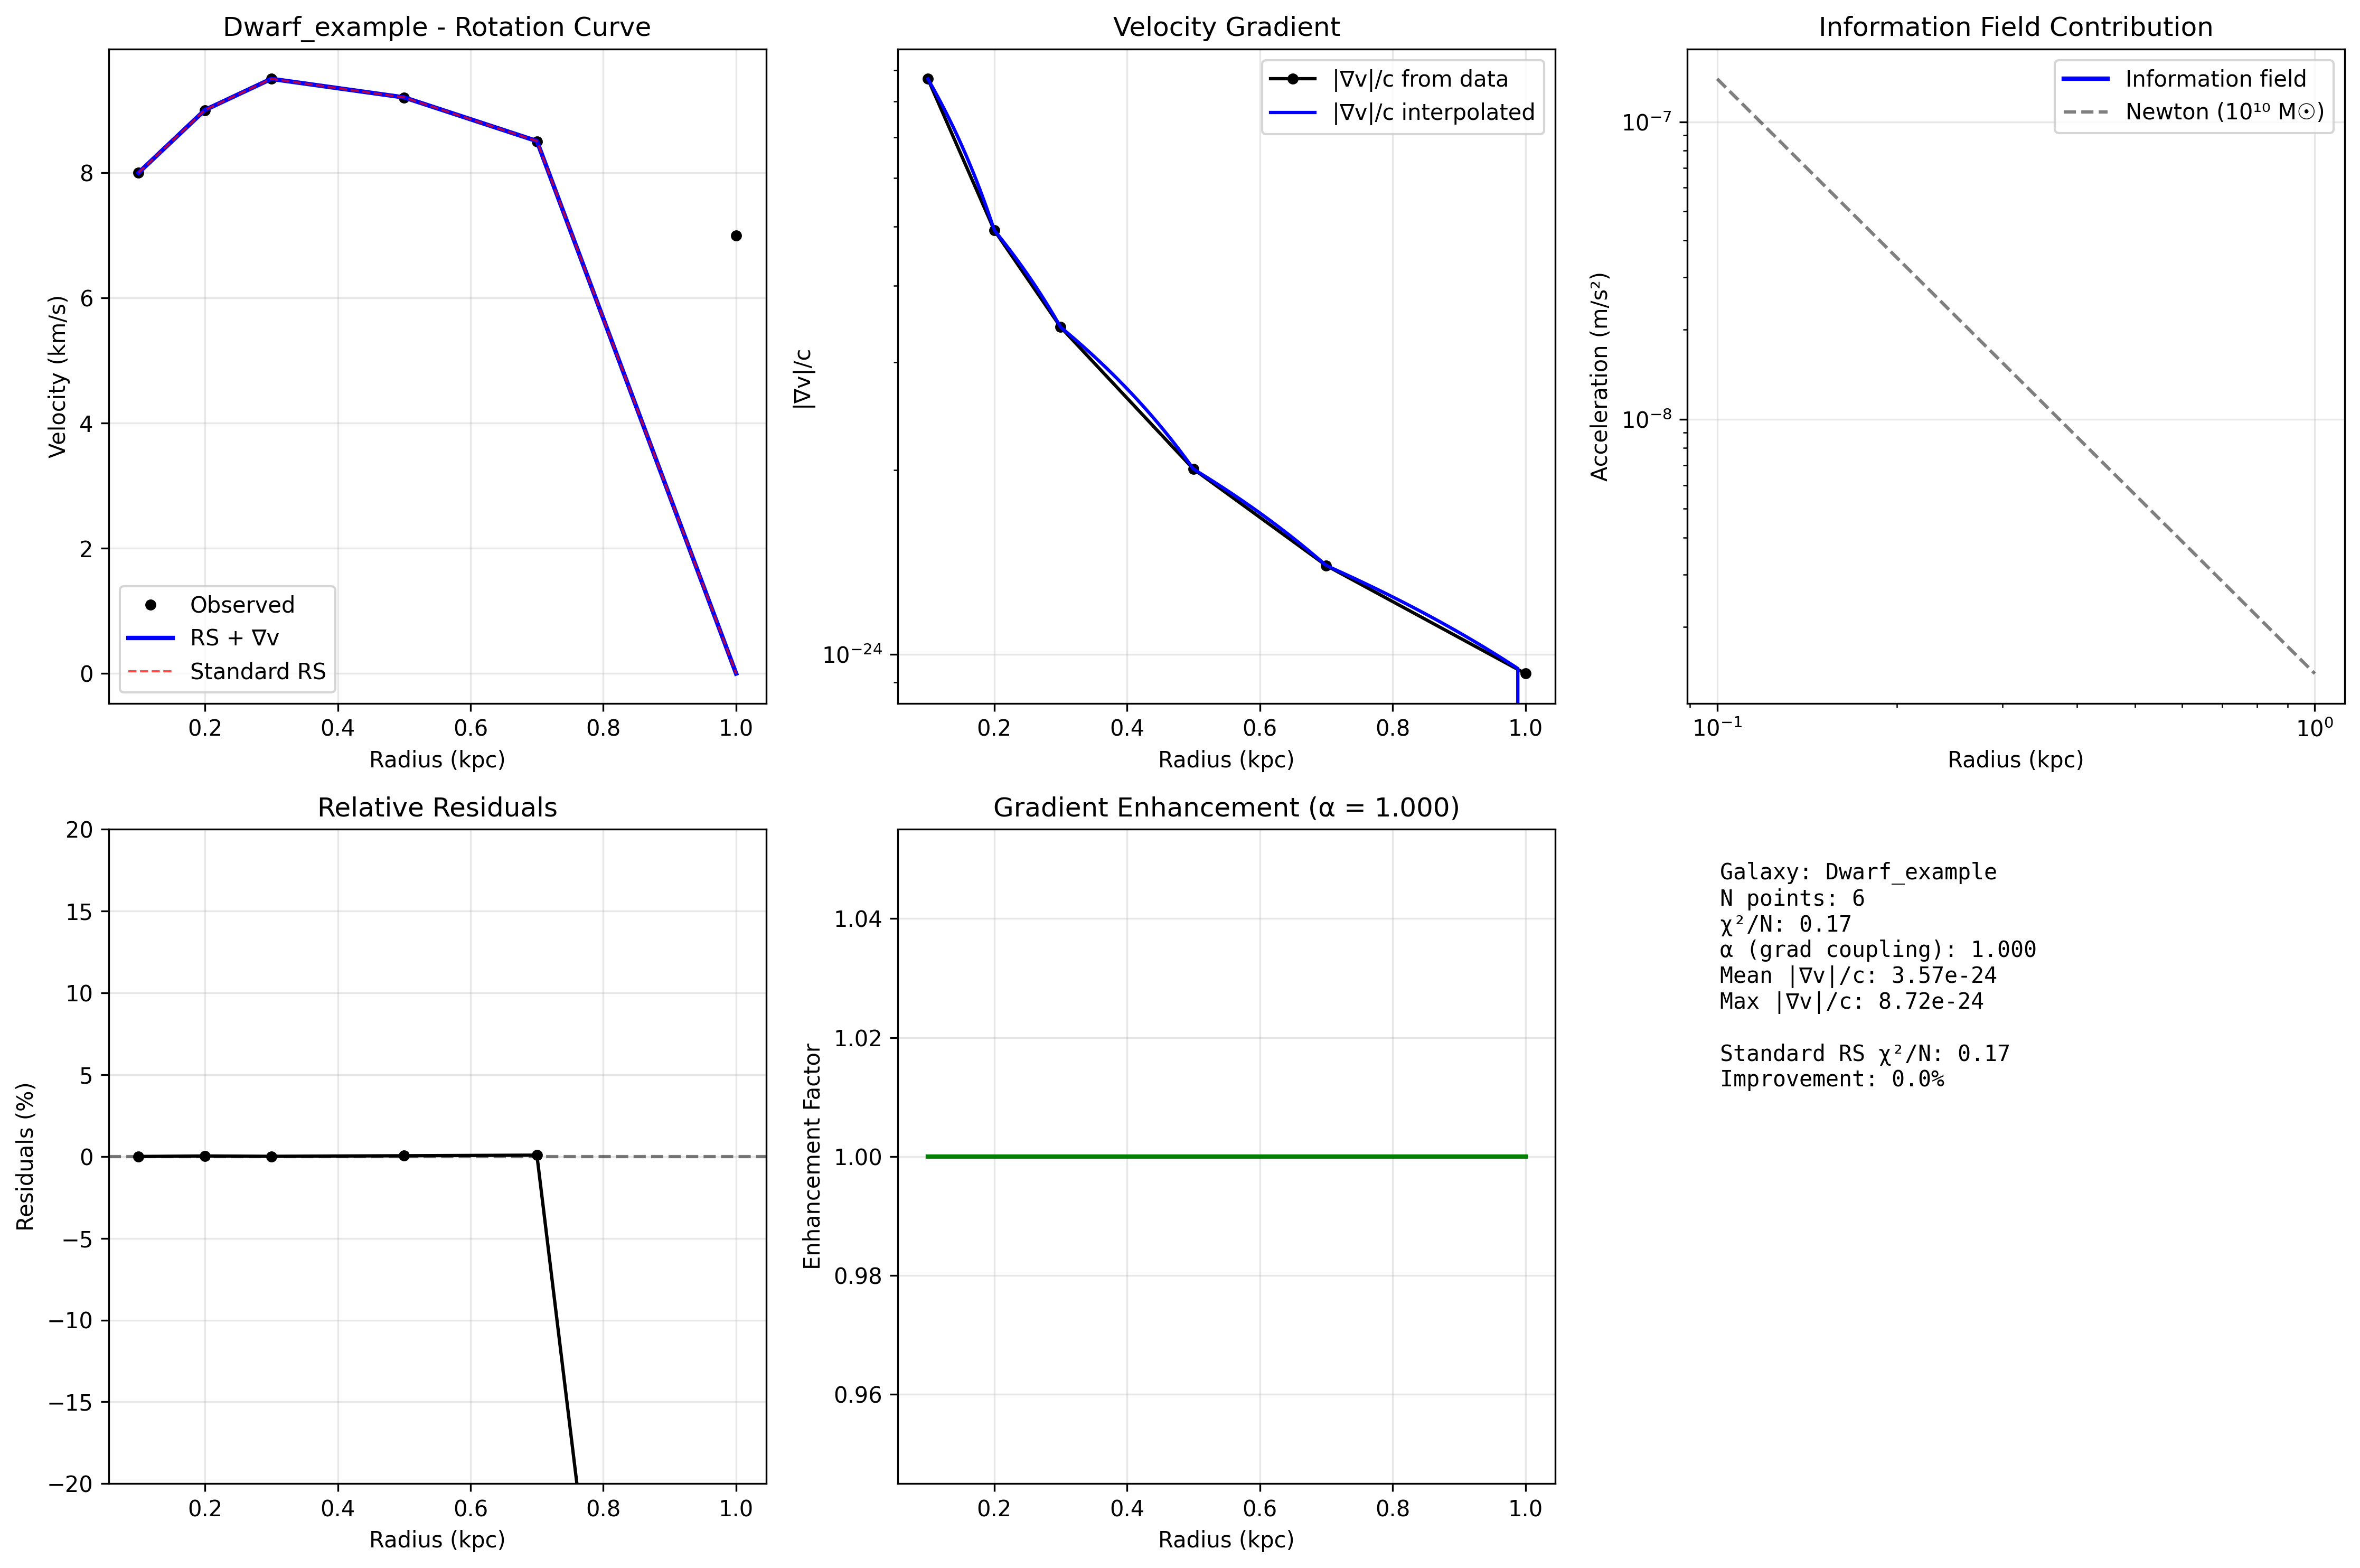 Dwarf_example - Rotation Curve
Velocity (km/s)
8
6
4
2
0
Observed
RS + ∇v
Standard RS
0.2 0.4 0.6 0.8 1.0
Radius (kpc)
Velocity Gradient
|∇v|/c
10⁻²⁴
|∇v|/c from data
|∇v|/c interpolated
0.2 0.4 0.6 0.8 1.0
Radius (kpc)
Information Field Contribution
Acceleration (m/s²)
10⁻⁷
10⁻⁸
Information field
Newton (10¹⁰ M☉)
10⁻¹ 10⁰
Radius (kpc)
Relative Residuals
Residuals (%)
20
15
10
5
0
−5
−10
−15
−20
0.2 0.4 0.6 0.8 1.0
Radius (kpc)
Gradient Enhancement (α = 1.000)
Enhancement Factor
1.04
1.02
1.00
0.98
0.96
0.2 0.4 0.6 0.8 1.0
Radius (kpc)
Galaxy: Dwarf_example
N points: 6
χ²/N: 0.17
α (grad coupling): 1.000
Mean |∇v|/c: 3.57e-24
Max |∇v|/c: 8.72e-24
Standard RS χ²/N: 0.17
Improvement: 0.0%